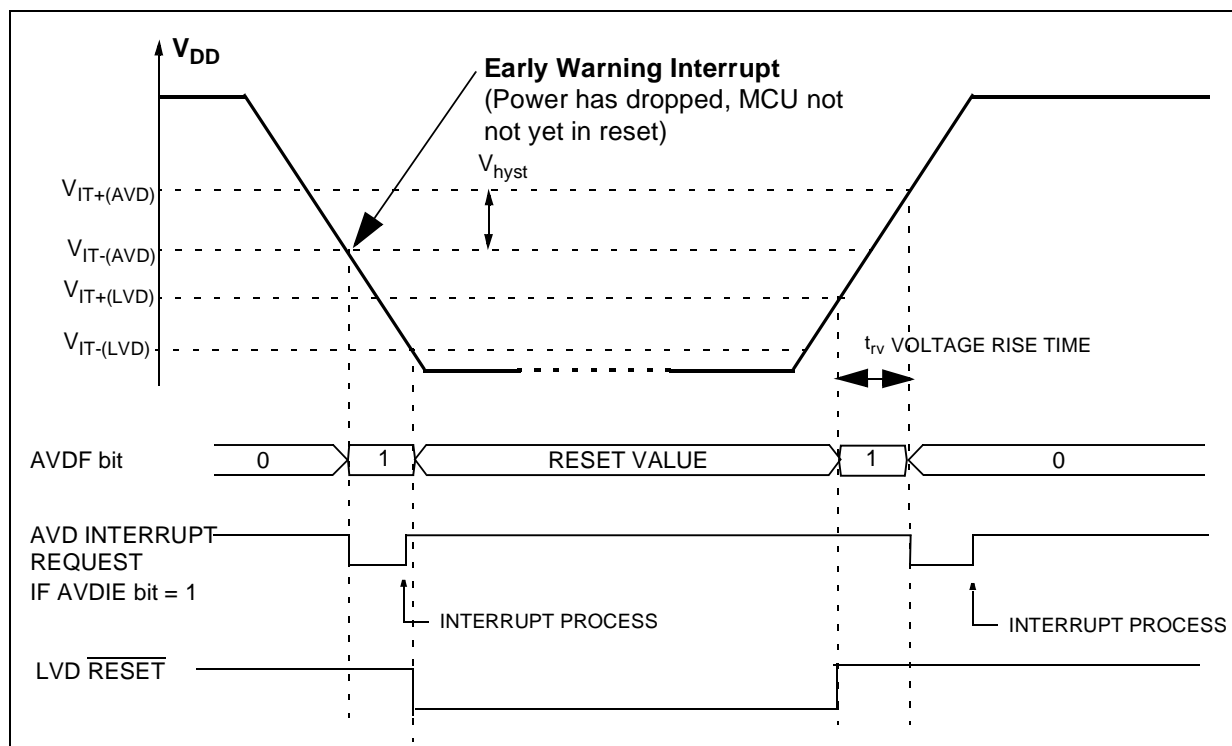 VDD
Early Warning Interrupt
(Power has dropped, MCU not
not yet in reset)
Vhyst
VIT+(AVD)
VIT-(AVD)
VIT+(LVD)
VIT-(LVD)
trv VOLTAGE RISE TIME
AVDF bit
0
1
RESET VALUE
1
0
AVD INTERRUPT
REQUEST
IF AVDIE bit = 1
INTERRUPT PROCESS
INTERRUPT PROCESS
LVD RESET